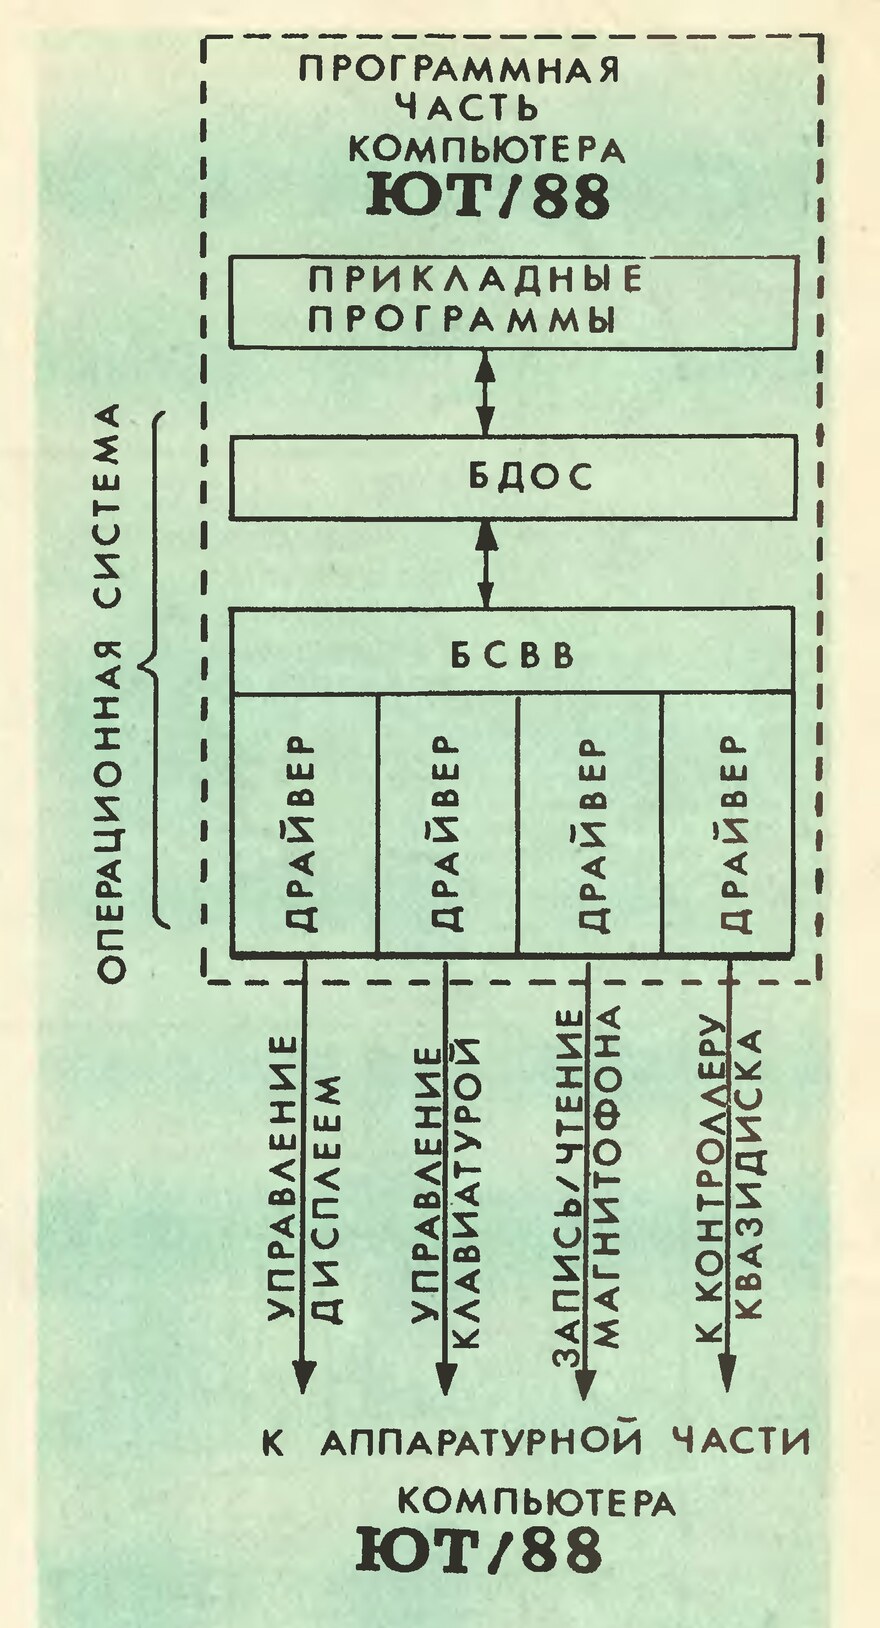 ПРОГРАММНАЯ
ЧАСТЬ
КОМПЬЮТЕРА
ЮТ/88
ПРИКЛАДНЫЕ
ПРОГРАММЫ
БДОС
ОПЕРАЦИОННАЯ СИСТЕМА
БСВВ
ДРАЙВЕР
ДРАЙВЕР
ДРАЙВЕР
ДРАЙВЕР
УПРАВЛЕНИЕ
ДИСПЛЕЕМ
УПРАВЛЕНИЕ
КЛАВИАТУРОЙ
ЗАПИСЬ/ЧТЕНИЕ
МАГНИТОФОНА
К КОНТРОЛЛЕРУ
КВАЗИДИСКА
К АППАРАТУРНОЙ ЧАСТИ
КОМПЬЮТЕРА
ЮТ/88